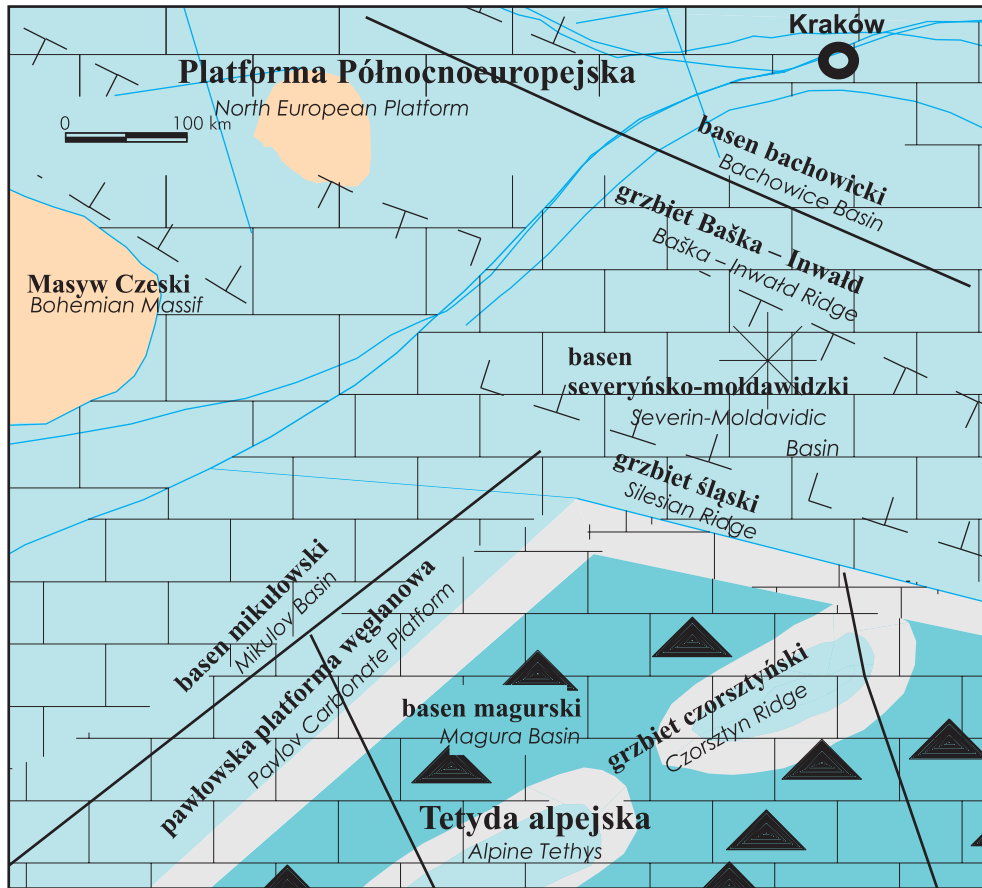 Kraków
Platforma Północnoeuropejska
North European Platform
0 100 km
basen bachowicki
Bachowice Basin
grzbiet Baška – Inwałd
Baška – Inwałd Ridge
Masyw Czeski
Bohemian Massif
basen
severyńsko-mołdawidzki
Severin-Moldavidic
Basin
grzbiet śląski
Silesian Ridge
basen mikułowski
Mikulov Basin
pawłowska platforma węglanowa
Pavlov Carbonate Platform
basen magurski
Magura Basin
grzbiet czorsztyński
Czorsztyn Ridge
Tetyda alpejska
Alpine Tethys